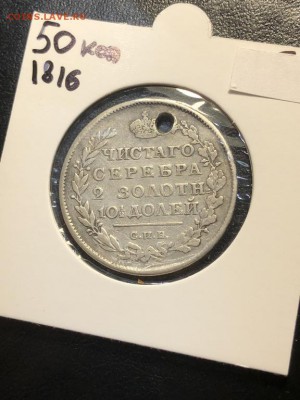 COINS.LAVE.RU
50 коп
1816
ЧИСТАГО
СЕРЕБРА
2 ЗОЛОТН.
10½ ДОЛЕЙ
С.П.Б.